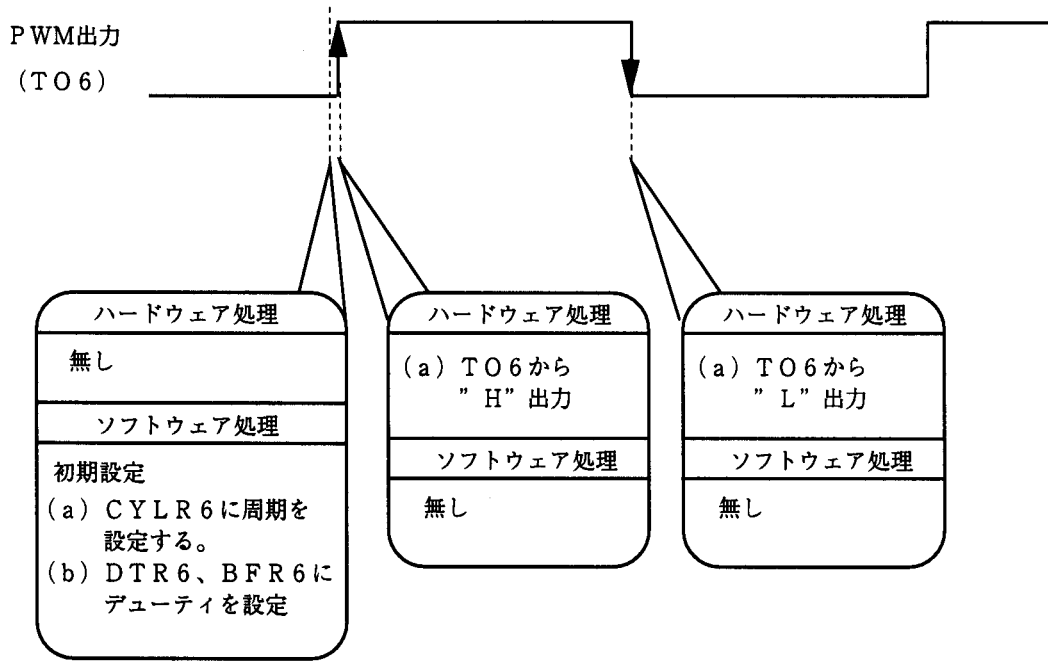 PWM出力
(TO6)
ハードウェア処理
無し
ソフトウェア処理
初期設定
(a) CYLR6に周期を
設定する。
(b) DTR6、BFR6に
デューティを設定
ハードウェア処理
(a) TO6から
”H”出力
ソフトウェア処理
無し
ハードウェア処理
(a) TO6から
”L”出力
ソフトウェア処理
無し